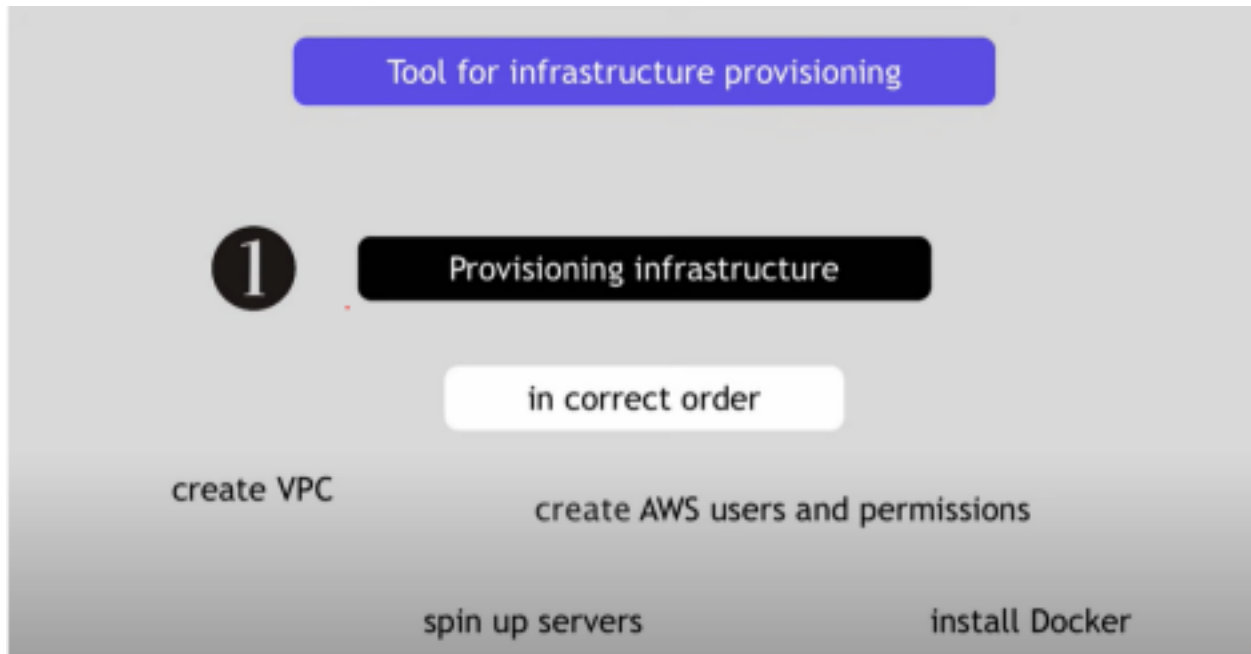 Tool for infrastructure provisioning
1
Provisioning infrastructure
in correct order
create VPC
create AWS users and permissions
spin up servers
install Docker